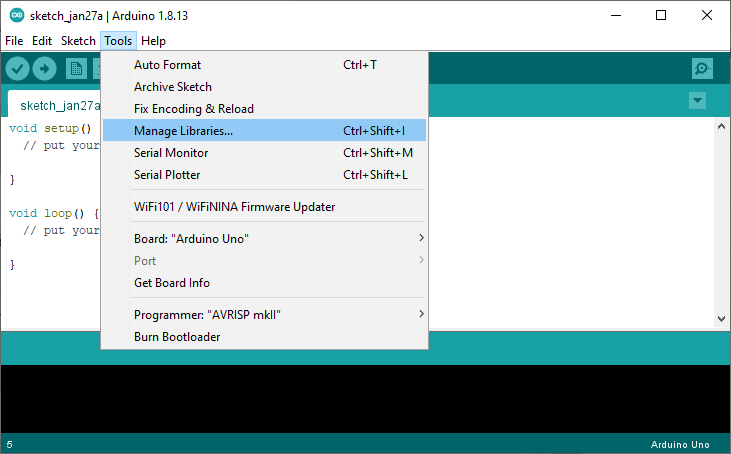 sketch_jan27a | Arduino 1.8.13
File Edit Sketch Tools Help
Auto Format Ctrl+T
Archive Sketch
sketch_jan27a
Fix Encoding & Reload
void setup()
Manage Libraries... Ctrl+Shift+I
// put your
Serial Monitor Ctrl+Shift+M
}
Serial Plotter Ctrl+Shift+L
WiFi101 / WiFiNINA Firmware Updater
void loop() {
// put your
Board: "Arduino Uno"
Port
}
Get Board Info
Programmer: "AVRISP mkII"
Burn Bootloader
5 Arduino Uno